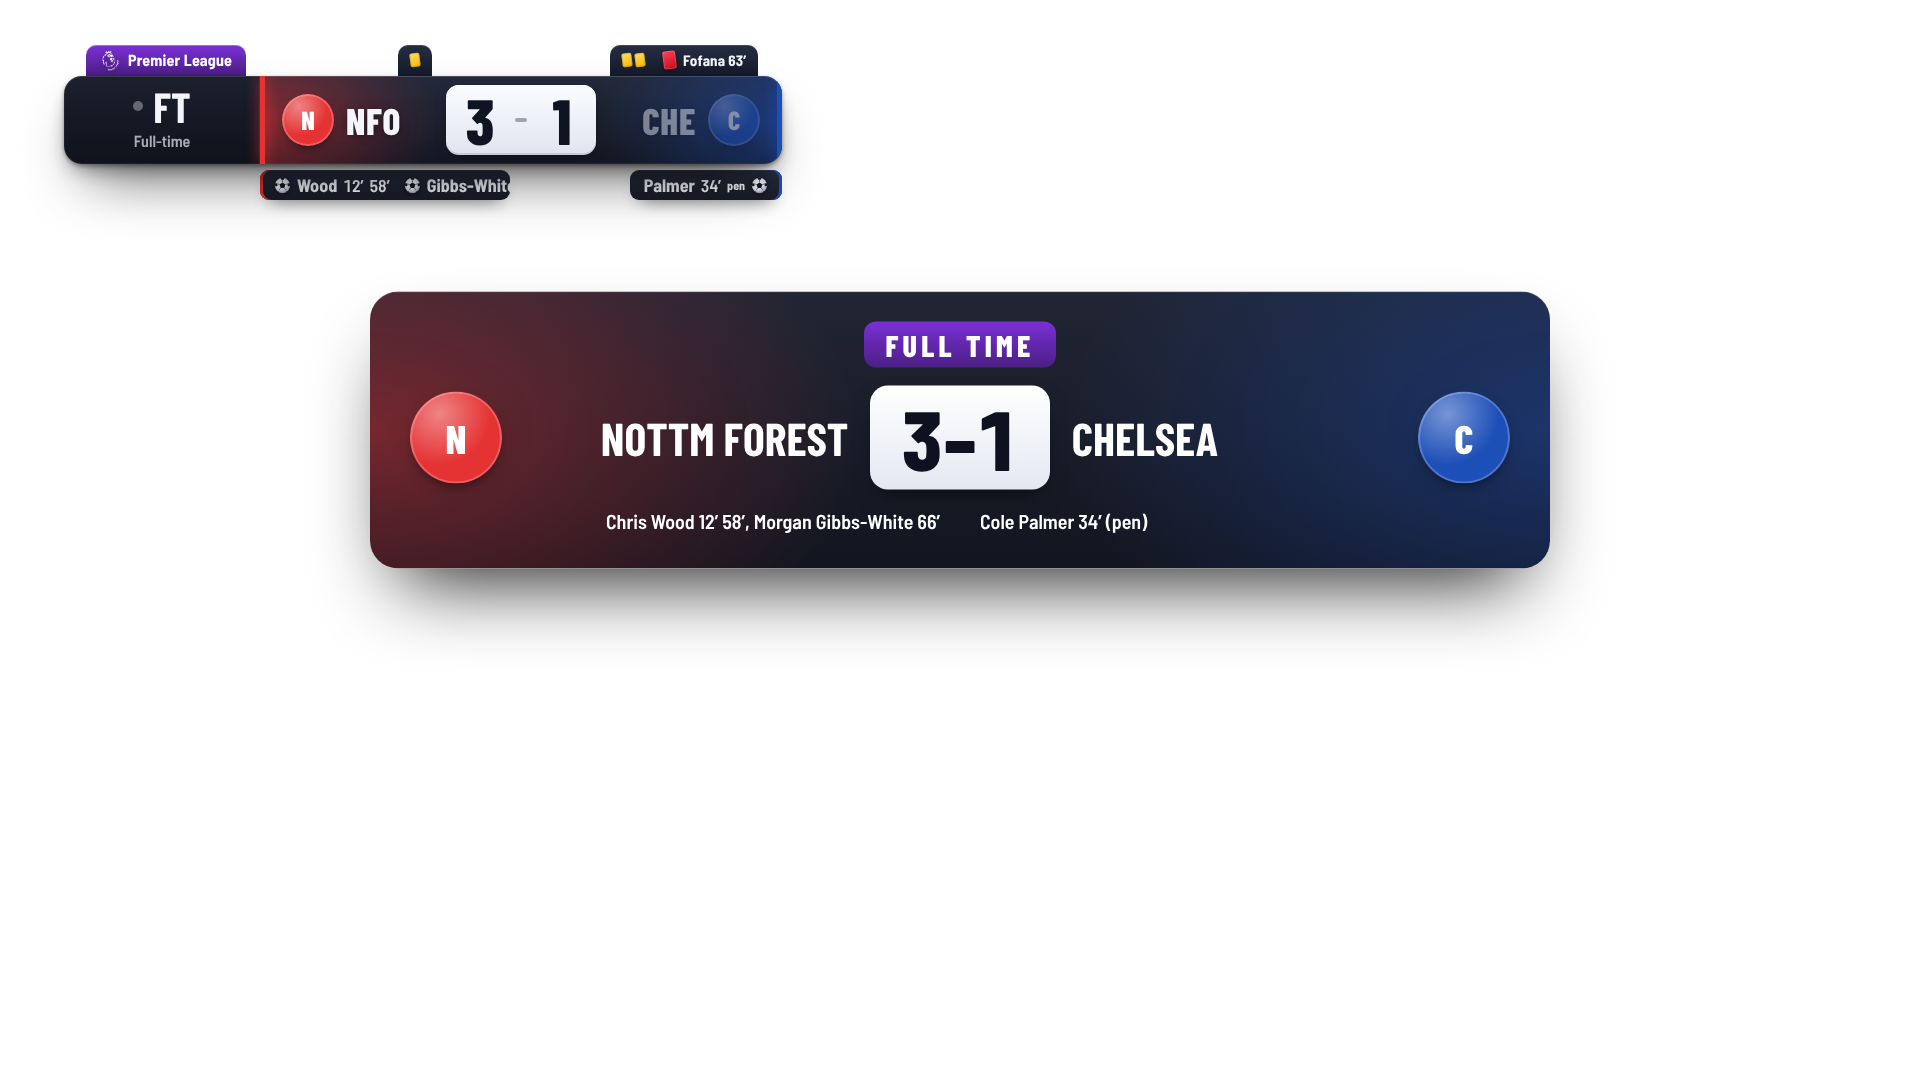 Premier League
Fofana 63′
FT
Full-time
N NFO 3 - 1 CHE C
Wood 12′ 58′ Gibbs-White
Palmer 34′ pen
FULL TIME
N NOTTM FOREST 3-1 CHELSEA C
Chris Wood 12′ 58′, Morgan Gibbs-White 66′ Cole Palmer 34′ (pen)